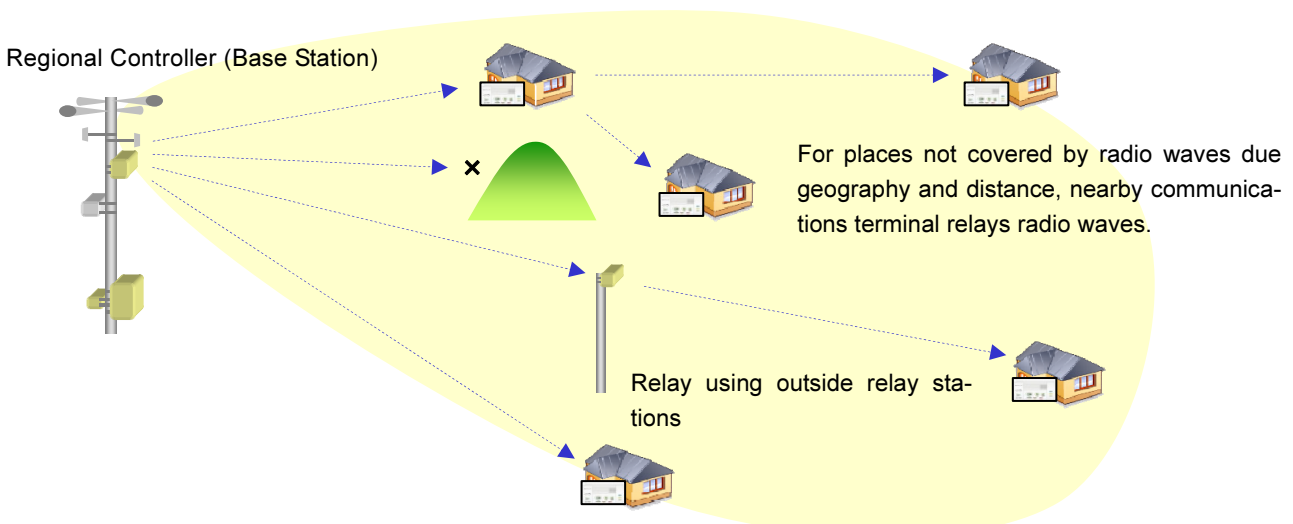 Regional Controller (Base Station)
For places not covered by radio waves due
geography and distance, nearby communica-
tions terminal relays radio waves.
Relay using outside relay sta-
tions